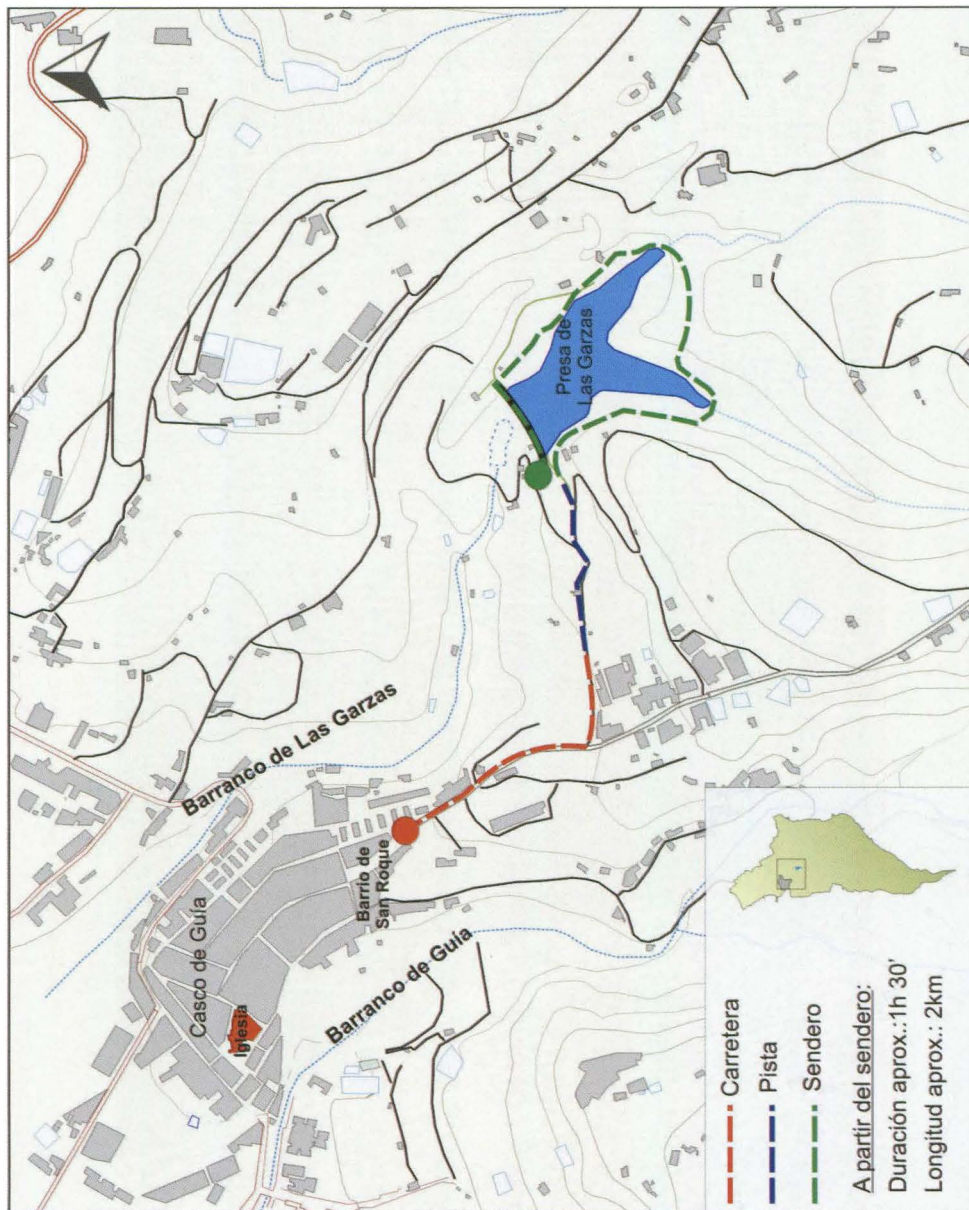 Barranco de Las Garzas
Casco de Guía
Iglesia
Barrio de
San Roque
Barranco de Guía
Presa de
Las Garzas
Carretera
Pista
Sendero
A partir del sendero:
Duración aprox.:1h 30'
Longitud aprox.: 2km